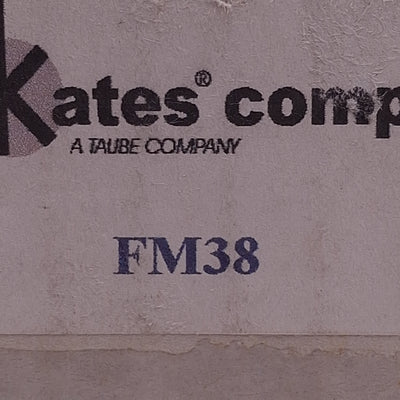 Kates® comp
A TAUBE COMPANY
FM38